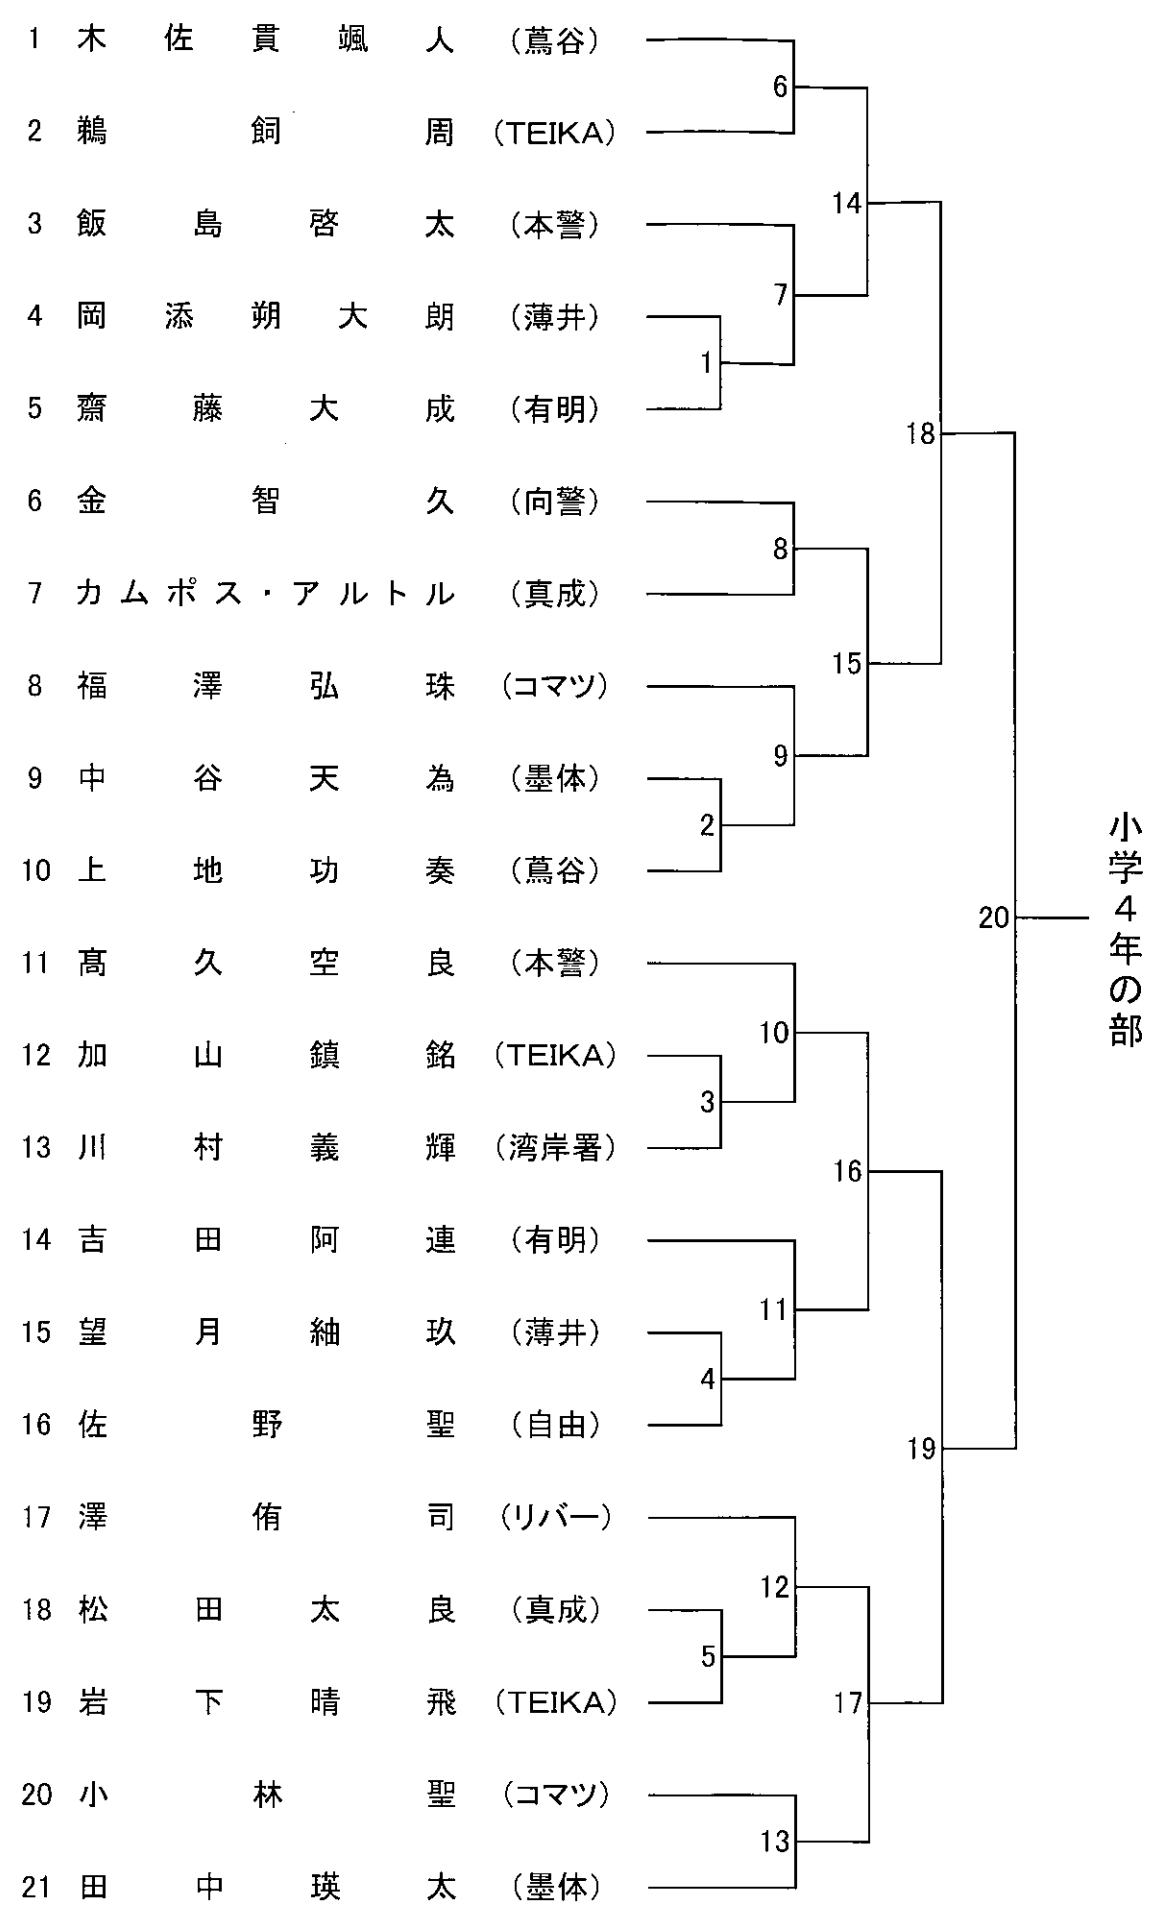 1 木佐貫颯人 (蔦谷)
2 鵜飼周 (TEIKA)
3 飯島啓太 (本警)
4 岡添朔大朗 (薄井)
5 齋藤大成 (有明)
6 金智久 (向警)
7 カムポス・アルトル (真成)
8 福澤弘珠 (コマツ)
9 中谷天為 (墨体)
10 上地功奏 (蔦谷)
11 髙久空良 (本警)
12 加山鎮銘 (TEIKA)
13 川村義輝 (湾岸署)
14 吉田阿連 (有明)
15 望月紬玖 (薄井)
16 佐野聖 (自由)
17 澤侑司 (リバー)
18 松田太良 (真成)
19 岩下晴飛 (TEIKA)
20 小林聖 (コマツ)
21 田中瑛太 (墨体)
1
2
3
4
5
6
7
8
9
10
11
12
13
14
15
16
17
18
19
20
小学4年の部